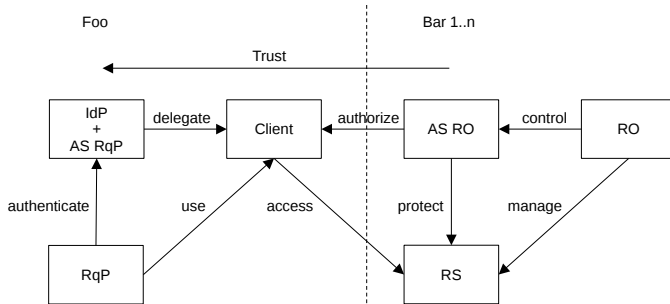 Foo
Bar 1..n
Trust
IdP
+
AS RqP
delegate
Client
authorize
AS RO
control
RO
authenticate
use
access
protect
manage
RqP
RS